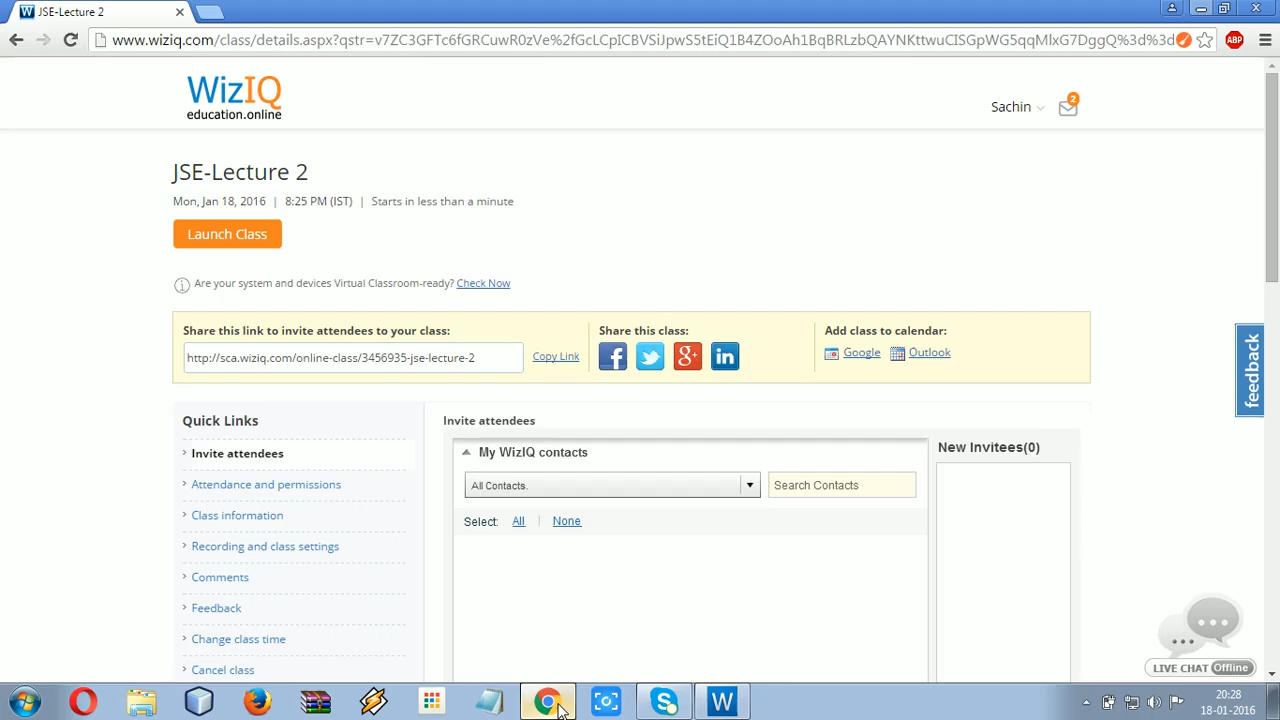 JSE-Lecture 2
www.wiziq.com/class/details.aspx?qstr=v7ZC3GFTc6fGRCuwR0zVe%2fGcLCpICBVSiJpwS5tEiQ1B4ZOoAh1BqBRLzbQAYNKttwuCISGpWG5qqMlxG7DggQ%3d%3d
ABP
WizIQ
education.online
Sachin
2
JSE-Lecture 2
Mon, Jan 18, 2016 | 8:25 PM (IST) | Starts in less than a minute
Launch Class
Are your system and devices Virtual Classroom-ready? Check Now
Share this link to invite attendees to your class:
http://sca.wiziq.com/online-class/3456935-jse-lecture-2
Copy Link
Share this class:
Add class to calendar:
Google Outlook
feedback
Quick Links
Invite attendees
Attendance and permissions
Class information
Recording and class settings
Comments
Feedback
Change class time
Cancel class
Invite attendees
My WizIQ contacts
All Contacts.
Search Contacts
Select: All | None
New Invitees(0)
LIVE CHAT Offline
20:28
18-01-2016